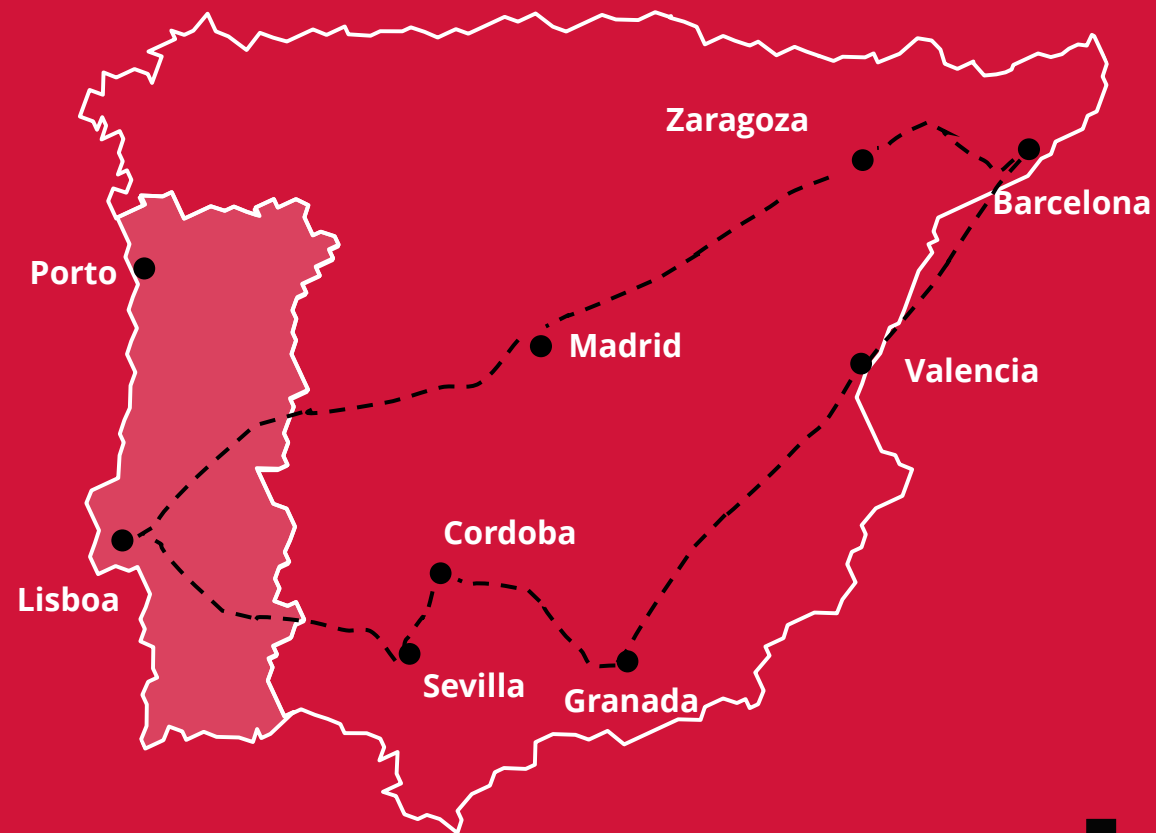 Zaragoza
Barcelona
Porto
Madrid
Valencia
Cordoba
Lisboa
Sevilla
Granada